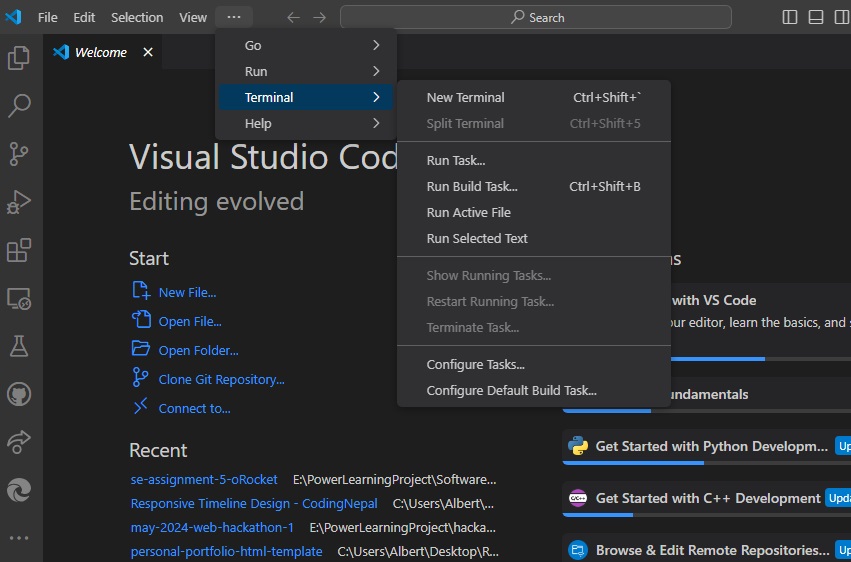 File Edit Selection View ... Search
Welcome
Go
Run
Terminal
Help
New Terminal Ctrl+Shift+`
Split Terminal Ctrl+Shift+5
Run Task...
Run Build Task... Ctrl+Shift+B
Run Active File
Run Selected Text
Show Running Tasks...
Restart Running Task...
Terminate Task...
Configure Tasks...
Configure Default Build Task...
Visual Studio Cod
Editing evolved
Start
New File...
Open File...
Open Folder...
Clone Git Repository...
Connect to...
Recent
se-assignment-5-oRocket E:\PowerLearningProject\Software...
Responsive Timeline Design - CodingNepal C:\Users\Albert\...
may-2024-web-hackathon-1 E:\PowerLearningProject\hacka...
personal-portfolio-html-template C:\Users\Albert\Desktop\R...
with VS Code
our editor, learn the basics, and
undamentals
Get Started with Python Developm... Up
Get Started with C++ Development Upda
Browse & Edit Remote Repositories... Up